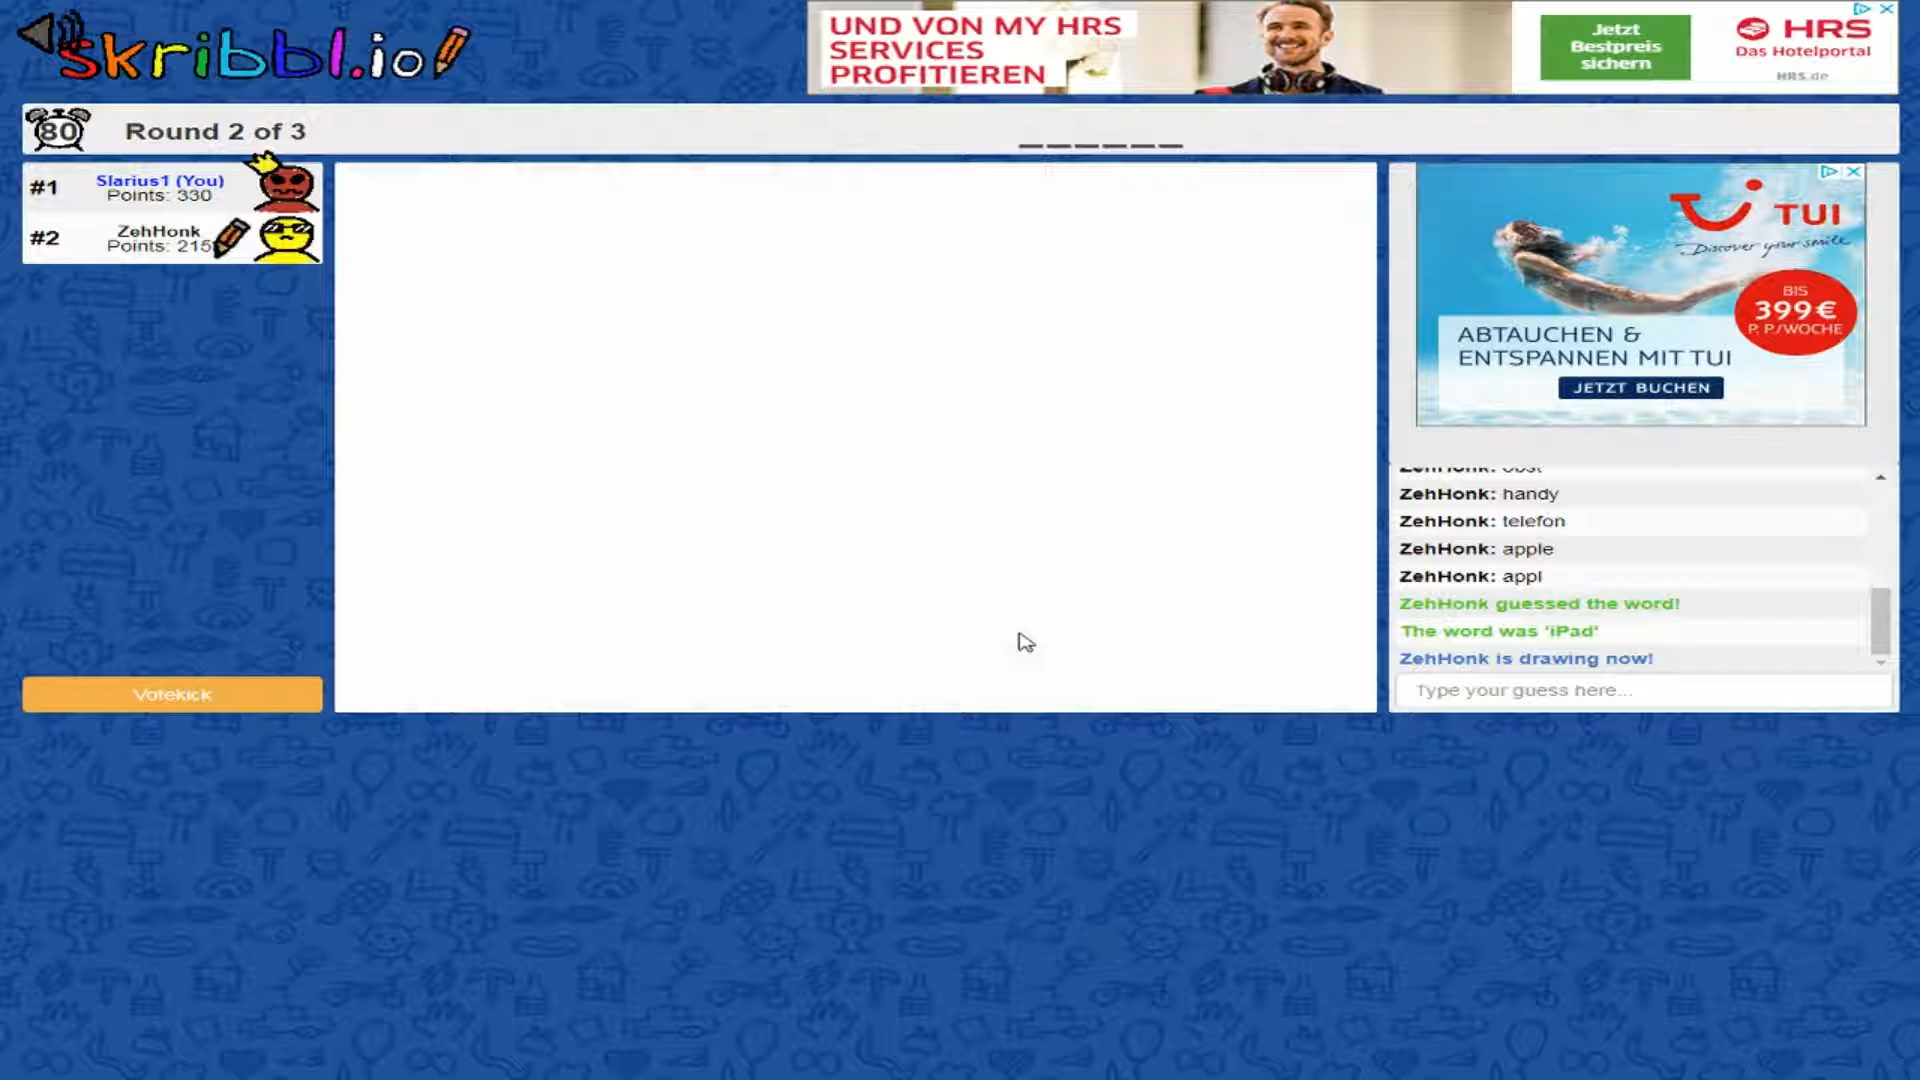 skribbl.io
UND VON MY HRS
SERVICES
PROFITIEREN
Jetzt
Bestpreis
sichern
HRS
Das Hotelportal
HRS.de
80
Round 2 of 3
______
#1
Slarius1 (You)
Points: 330
#2
ZehHonk
Points: 215
TUI
Discover your smile
BIS
399€
P. P./WOCHE
ABTAUCHEN &
ENTSPANNEN MIT TUI
JETZT BUCHEN
ZehHonk: obst
ZehHonk: handy
ZehHonk: telefon
ZehHonk: apple
ZehHonk: appl
ZehHonk guessed the word!
The word was 'iPad'
ZehHonk is drawing now!
Type your guess here...
Votekick